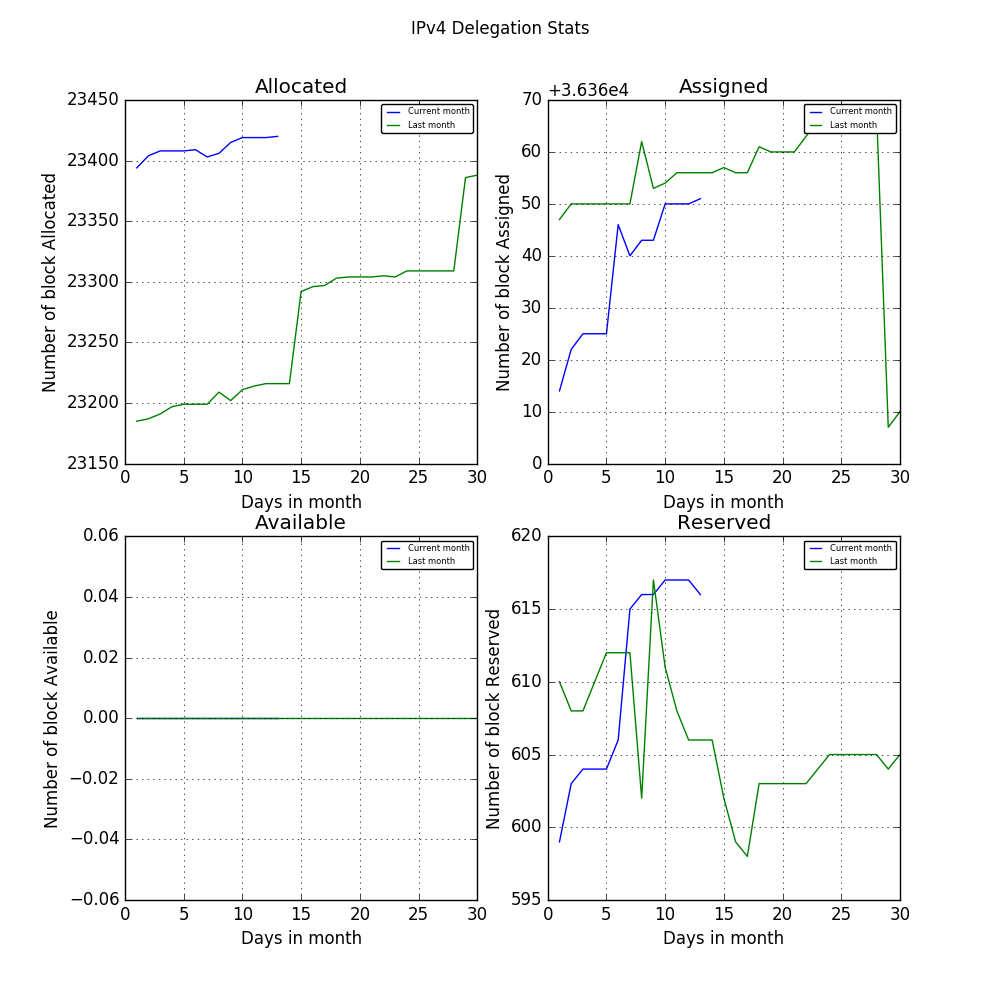 IPv4 Delegation Stats
Allocated
Number of block Allocated
23450
23400
23350
23300
23250
23200
23150
0 5 10 15 20 25 30
Days in month
Current month
Last month
Assigned
+3.636e4
Number of block Assigned
70
60
50
40
30
20
10
0
0 5 10 15 20 25 30
Days in month
Current month
Last month
Available
Number of block Available
0.06
0.04
0.02
0.00
−0.02
−0.04
−0.06
0 5 10 15 20 25 30
Days in month
Current month
Last month
Reserved
Number of block Reserved
620
615
610
605
600
595
0 5 10 15 20 25 30
Days in month
Current month
Last month